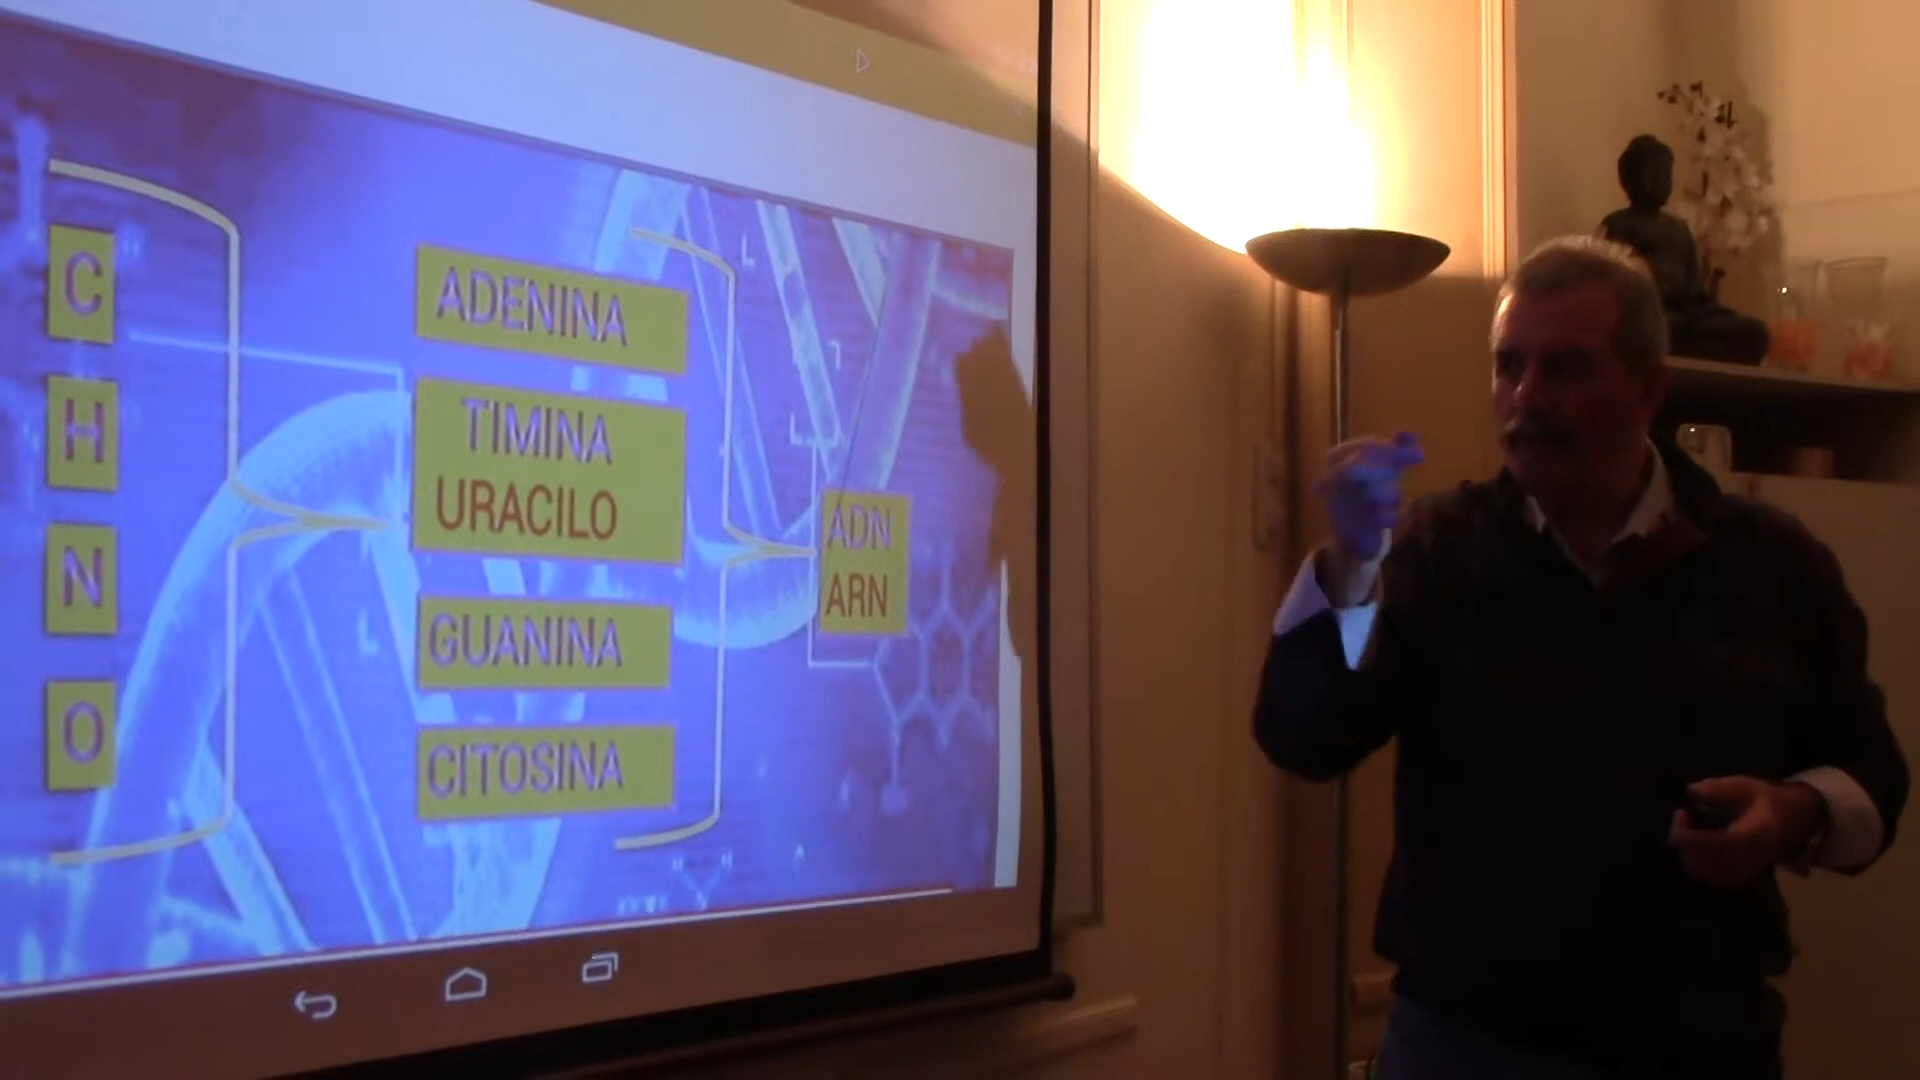 C
H
N
O
ADENINA
TIMINA
URACILO
GUANINA
CITOSINA
ADN
ARN